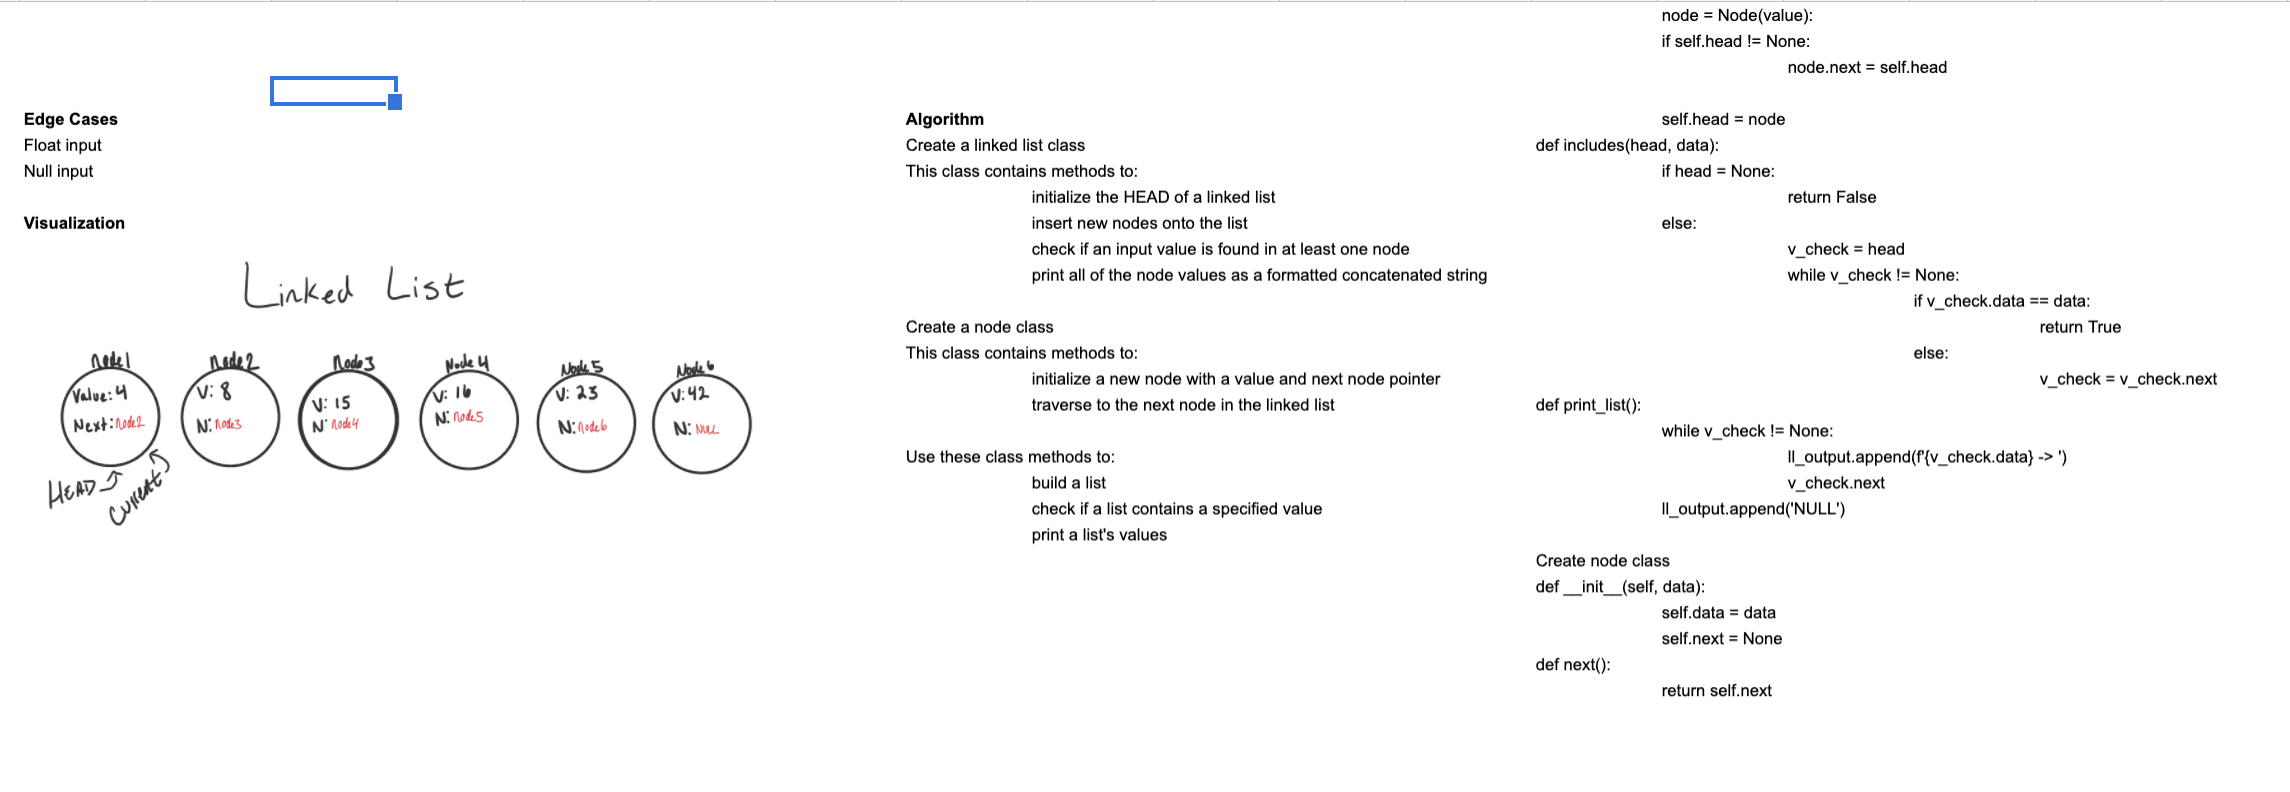 Edge Cases
Float input
Null input
Visualization
Linked List
Node1
Value: 4
Next: Node2
HEAD
Current
Node2
V: 8
N: Node3
Node3
V: 15
N: Node4
Node 4
V: 16
N: Node5
Node 5
V: 23
N: Node6
Node 6
V: 42
N: NULL
Algorithm
Create a linked list class
This class contains methods to:
initialize the HEAD of a linked list
insert new nodes onto the list
check if an input value is found in at least one node
print all of the node values as a formatted concatenated string
Create a node class
This class contains methods to:
initialize a new node with a value and next node pointer
traverse to the next node in the linked list
Use these class methods to:
build a list
check if a list contains a specified value
print a list's values
node = Node(value):
if self.head != None:
node.next = self.head
self.head = node
def includes(head, data):
if head = None:
return False
else:
v_check = head
while v_check != None:
if v_check.data == data:
return True
else:
v_check = v_check.next
def print_list():
while v_check != None:
ll_output.append(f'{v_check.data} -> ')
v_check.next
ll_output.append('NULL')
Create node class
def __init__(self, data):
self.data = data
self.next = None
def next():
return self.next